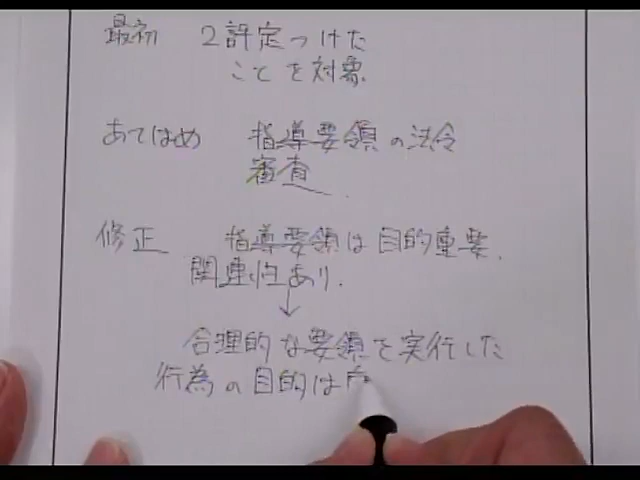 最初 2評定つけた
ことを対象
あてはめ 指導要領の法令
審査
修正 指導要領は目的重要.
関連性あり.
↓
合理的な要領を実行した
行為の目的は